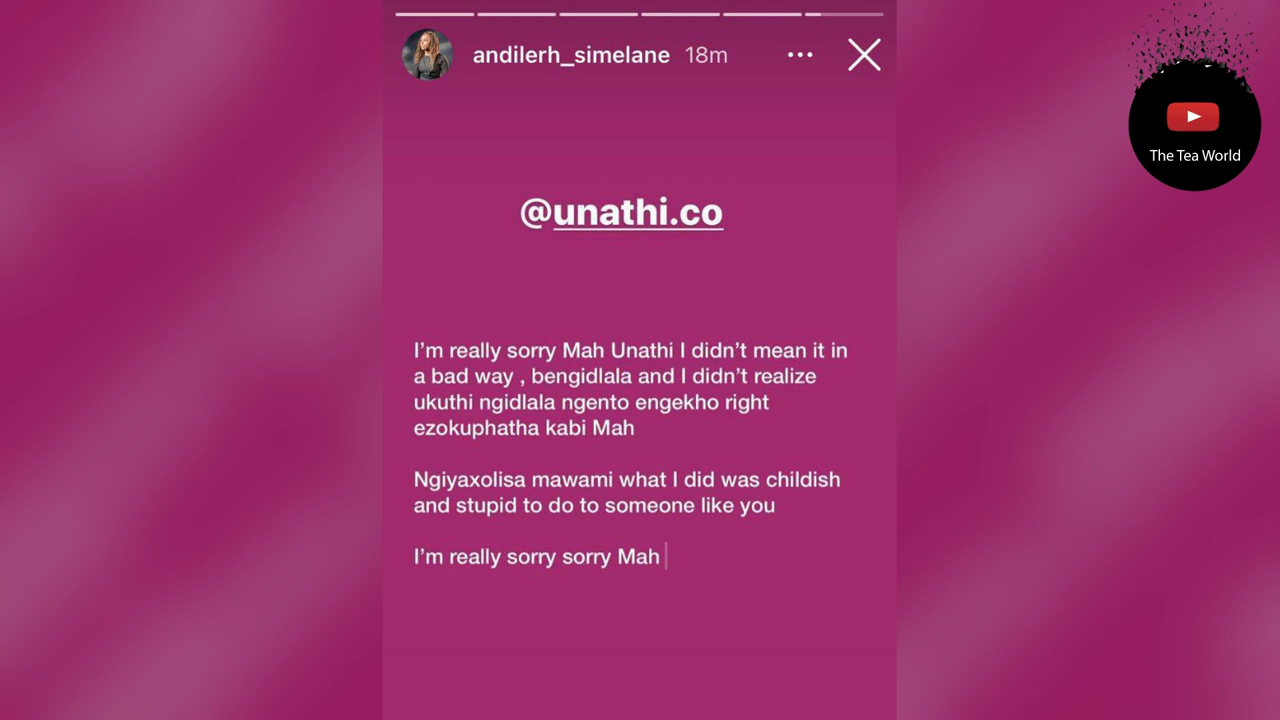 andilerh_simelane 18m
The Tea World
@unathi.co
I'm really sorry Mah Unathi I didn't mean it in
a bad way , bengidlala and I didn't realize
ukuthi ngidlala ngento engekho right
ezokuphatha kabi Mah
Ngiyaxolisa mawami what I did was childish
and stupid to do to someone like you
I'm really sorry sorry Mah